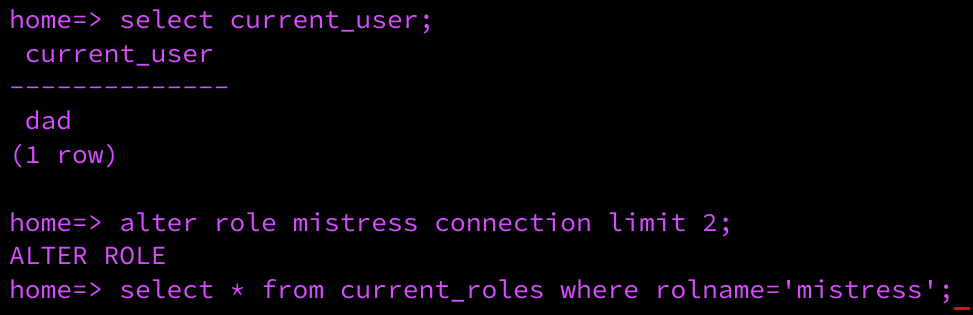 home=> select current_user;
current_user
--------------
dad
(1 row)
home=> alter role mistress connection limit 2;
ALTER ROLE
home=> select * from current_roles where rolname='mistress';_